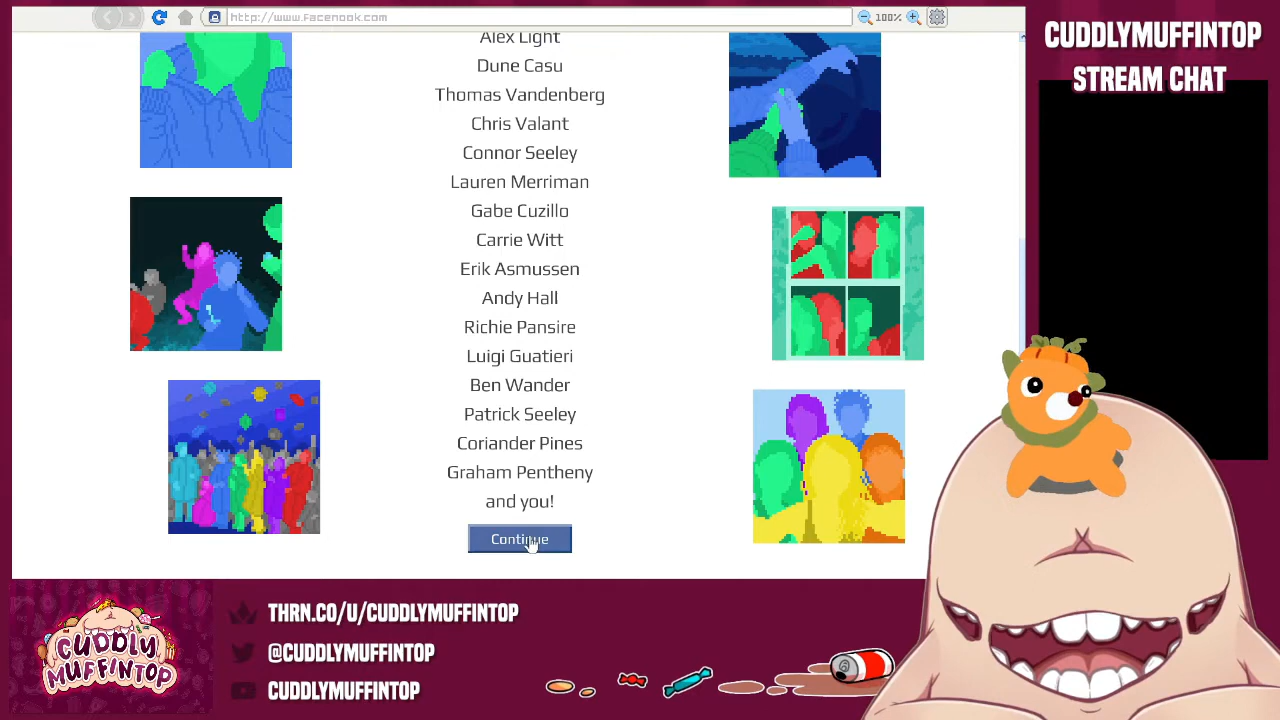 http://www.facenook.com
100%
Alex Light
Dune Casu
Thomas Vandenberg
Chris Valant
Connor Seeley
Lauren Merriman
Gabe Cuzillo
Carrie Witt
Erik Asmussen
Andy Hall
Richie Pansire
Luigi Guatieri
Ben Wander
Patrick Seeley
Coriander Pines
Graham Pentheny
and you!
Continue
CUDDLYMUFFINTOP
STREAM CHAT
CUDDLY
MUFFINTOP
THRN.CO/U/CUDDLYMUFFINTOP
@CUDDLYMUFFINTOP
CUDDLYMUFFINTOP